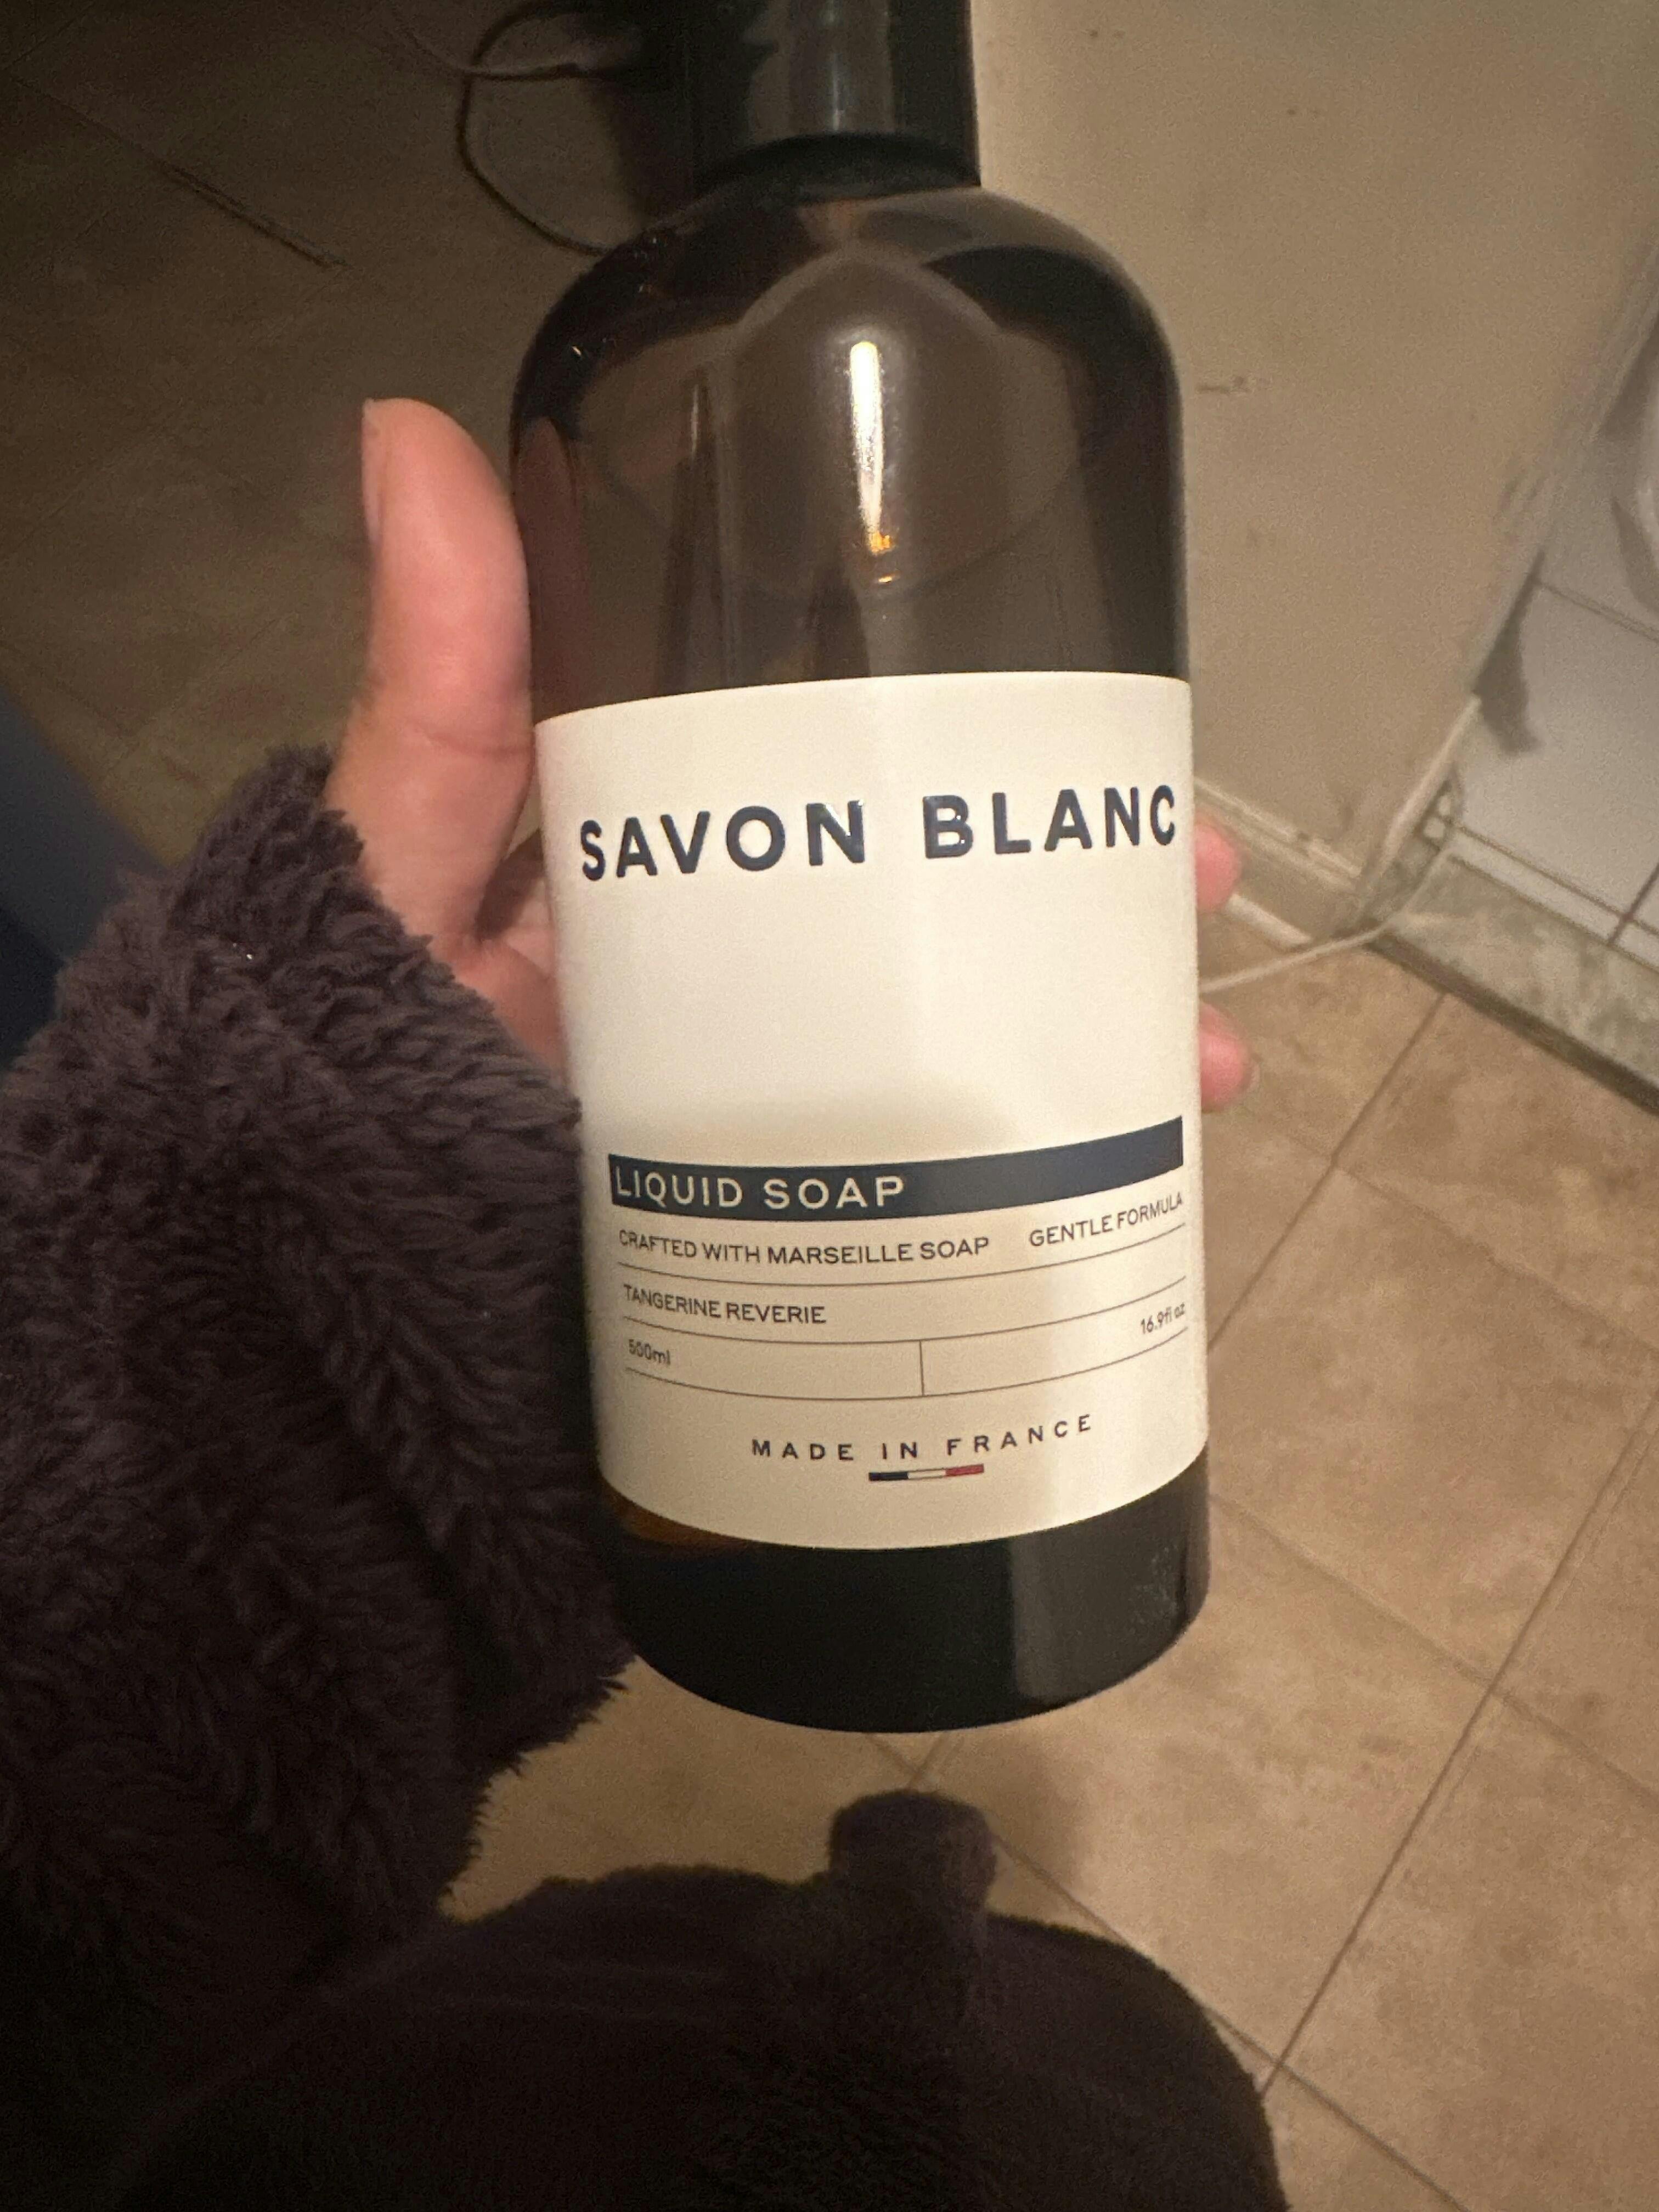 SAVON BLANC
LIQUID SOAP
CRAFTED WITH MARSEILLE SOAP GENTLE FORMULA
TANGERINE REVERIE
500ml 16.9fl oz
MADE IN FRANCE